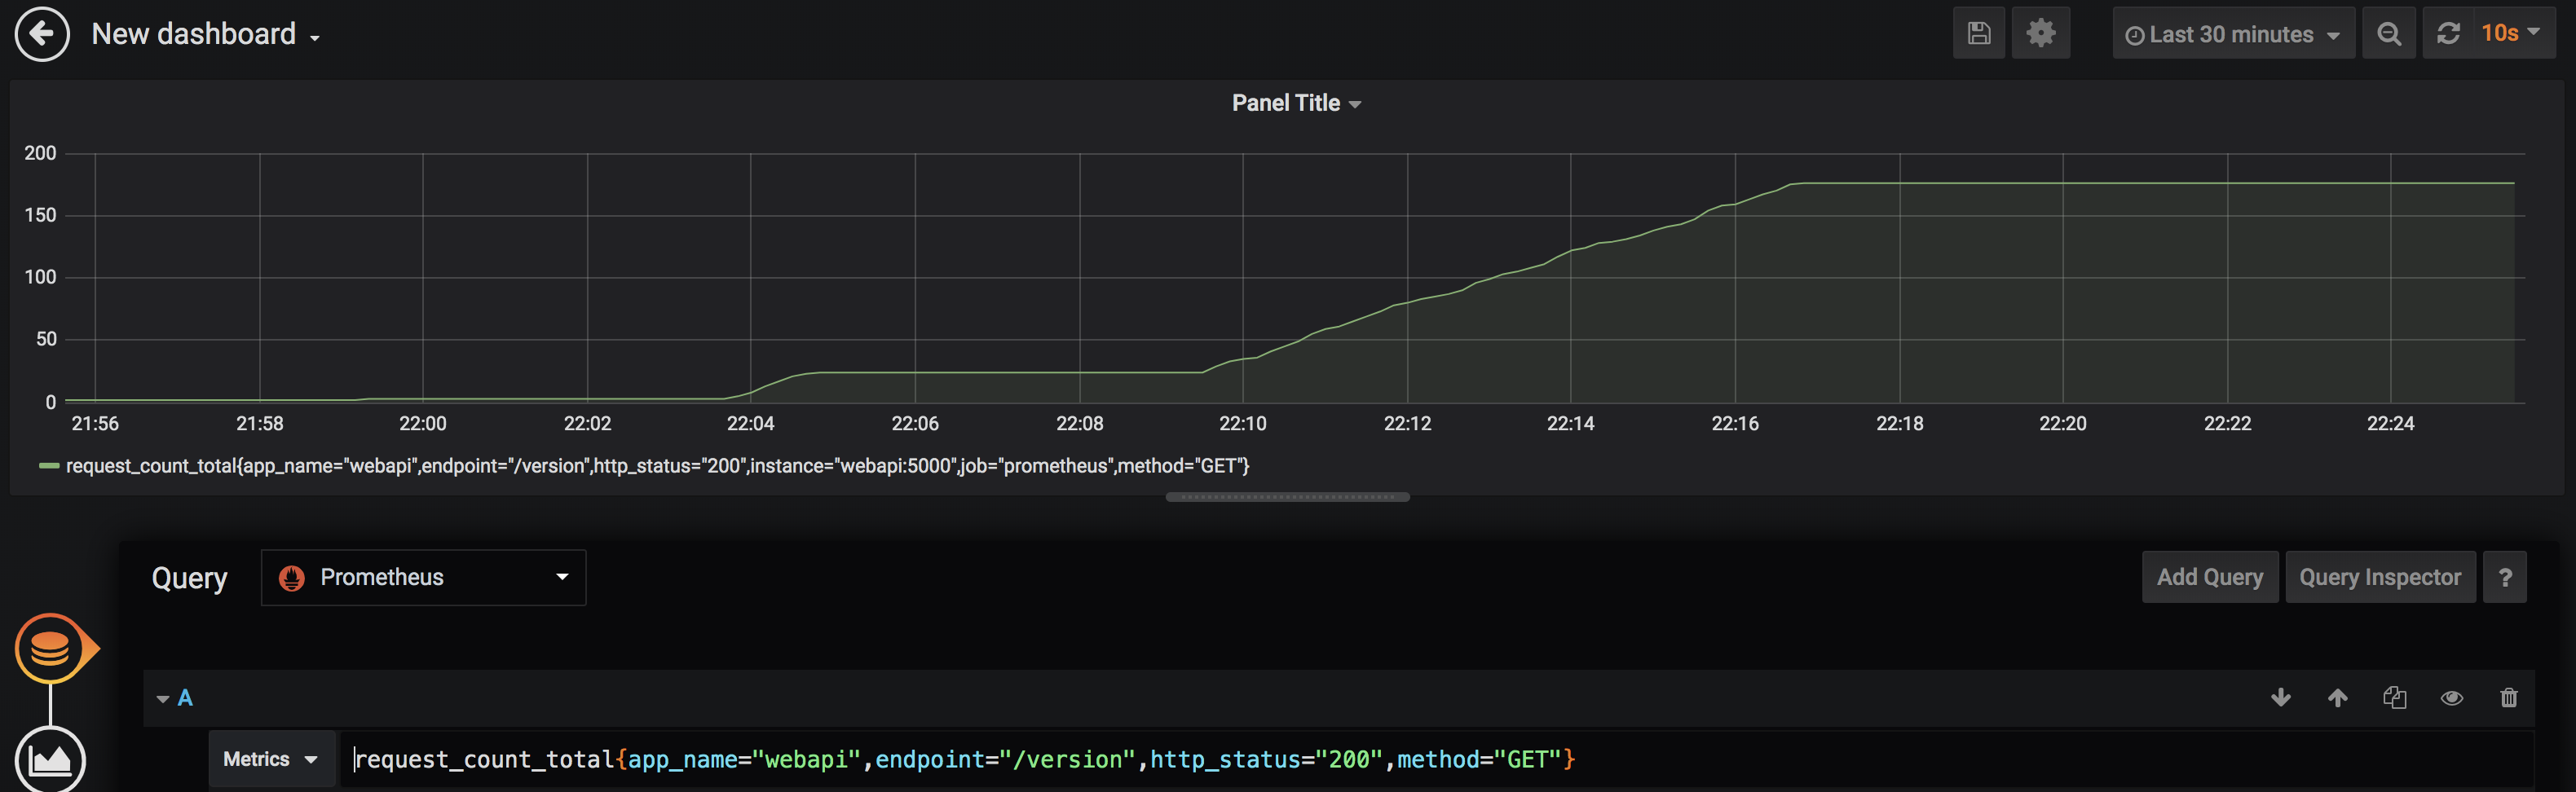 New dashboard
Last 30 minutes
10s
Panel Title
200
150
100
50
0
21:56 21:58 22:00 22:02 22:04 22:06 22:08 22:10 22:12 22:14 22:16 22:18 22:20 22:22 22:24
request_count_total{app_name="webapi",endpoint="/version",http_status="200",instance="webapi:5000",job="prometheus",method="GET"}
Query Prometheus Add Query Query Inspector ?
A
Metrics request_count_total{app_name="webapi",endpoint="/version",http_status="200",method="GET"}